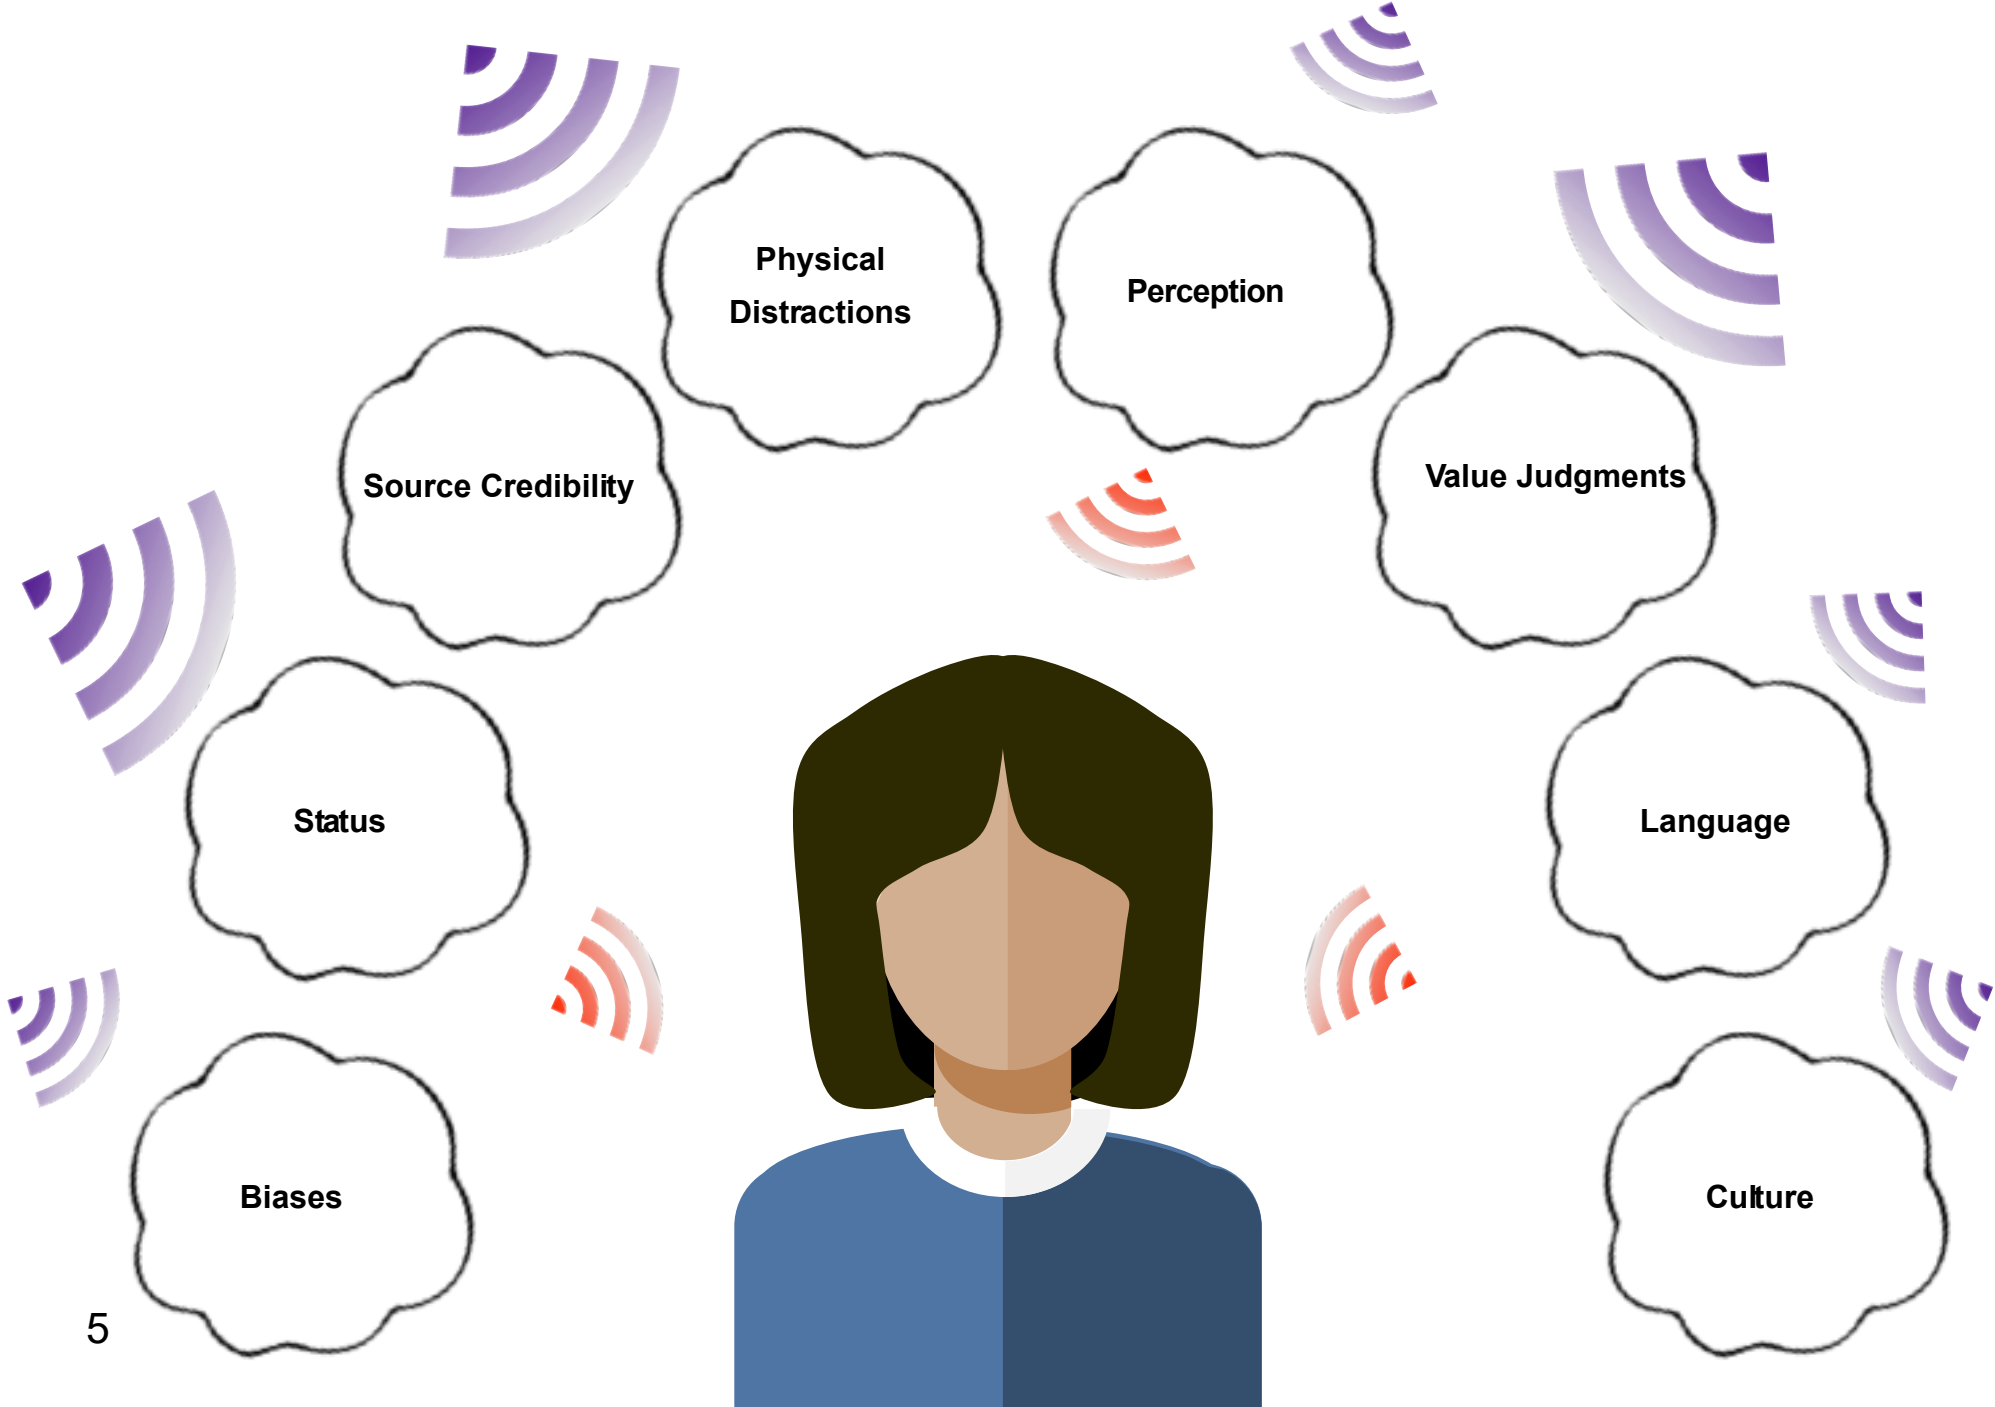 Physical
Distractions
Perception
Source Credibility
Value Judgments
Status
Language
Biases
Culture
5